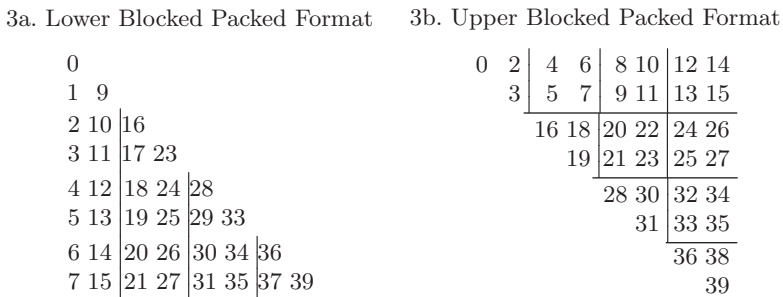 3a. Lower Blocked Packed Format
0
1 9
2 10 16
3 11 17 23
4 12 18 24 28
5 13 19 25 29 33
6 14 20 26 30 34 36
7 15 21 27 31 35 37 39
3b. Upper Blocked Packed Format
0 2 4 6 8 10 12 14
3 5 7 9 11 13 15
16 18 20 22 24 26
19 21 23 25 27
28 30 32 34
31 33 35
36 38
39